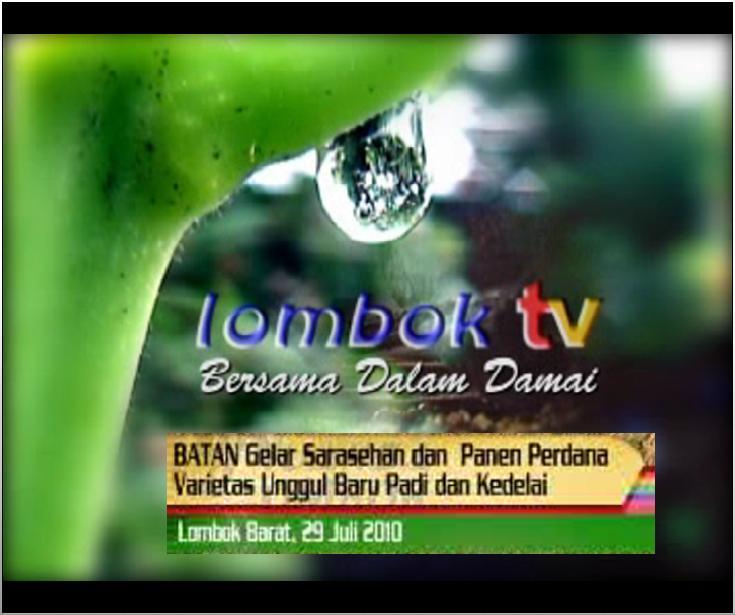 lombok tv
Bersama Dalam Damai
BATAN Gelar Sarasehan dan Panen Perdana
Varietas Unggul Baru Padi dan Kedelai
Lombok Barat, 29 Juli 2010